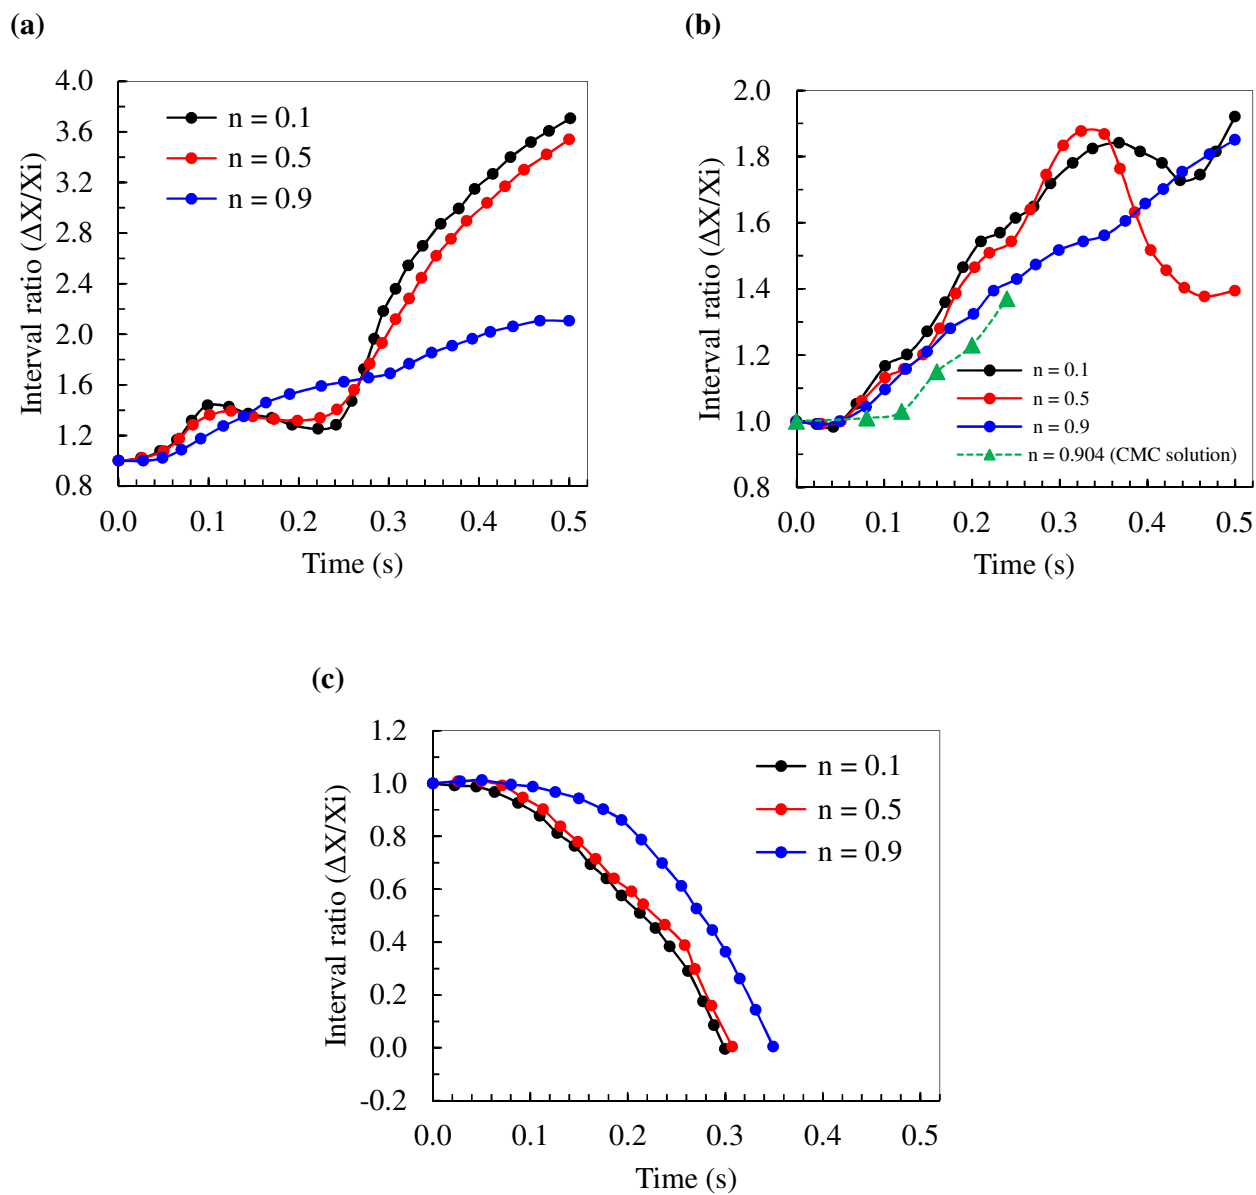 (a)
4.0
3.6
3.2
2.8
2.4
2.0
1.6
1.2
0.8
Interval ratio (ΔX/Xi)
n = 0.1
n = 0.5
n = 0.9
0.0 0.1 0.2 0.3 0.4 0.5
Time (s)
(b)
2.0
1.8
1.6
1.4
1.2
1.0
0.8
Interval ratio (ΔX/Xi)
n = 0.1
n = 0.5
n = 0.9
n = 0.904 (CMC solution)
0.0 0.1 0.2 0.3 0.4 0.5
Time (s)
(c)
1.2
1.0
0.8
0.6
0.4
0.2
0.0
-0.2
Interval ratio (ΔX/Xi)
n = 0.1
n = 0.5
n = 0.9
0.0 0.1 0.2 0.3 0.4 0.5
Time (s)